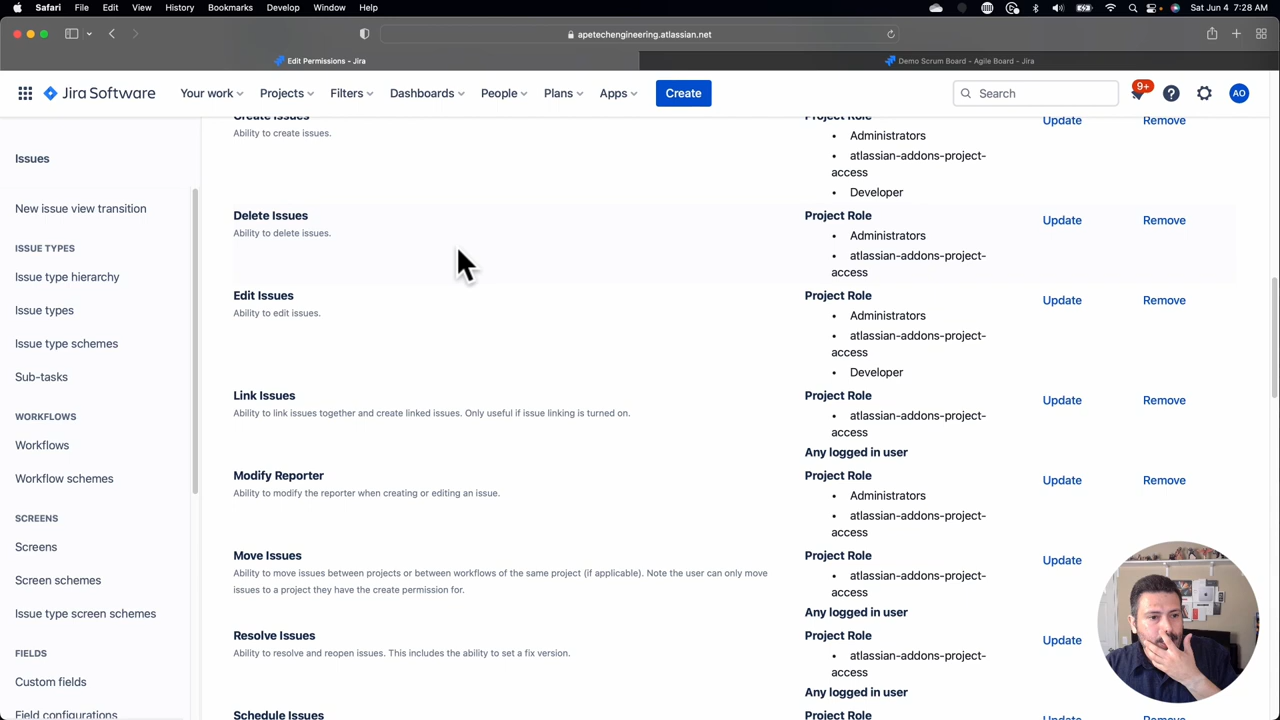 Safari File Edit View History Bookmarks Develop Window Help
Sat Jun 4 7:28 AM
apetechengineering.atlassian.net
Edit Permissions - Jira
Demo Scrum Board - Agile Board - Jira
Jira Software
Your work
Projects
Filters
Dashboards
People
Plans
Apps
Create
Search
9+
AO
Issues
New issue view transition
ISSUE TYPES
Issue type hierarchy
Issue types
Issue type schemes
Sub-tasks
WORKFLOWS
Workflows
Workflow schemes
SCREENS
Screens
Screen schemes
Issue type screen schemes
FIELDS
Custom fields
Field configurations
Create Issues
Ability to create issues.
Project Role
• Administrators
• atlassian-addons-project-
access
• Developer
Update
Remove
Delete Issues
Ability to delete issues.
Project Role
• Administrators
• atlassian-addons-project-
access
Update
Remove
Edit Issues
Ability to edit issues.
Project Role
• Administrators
• atlassian-addons-project-
access
• Developer
Update
Remove
Link Issues
Ability to link issues together and create linked issues. Only useful if issue linking is turned on.
Project Role
• atlassian-addons-project-
access
Any logged in user
Update
Remove
Modify Reporter
Ability to modify the reporter when creating or editing an issue.
Project Role
• Administrators
• atlassian-addons-project-
access
Update
Remove
Move Issues
Ability to move issues between projects or between workflows of the same project (if applicable). Note the user can only move
issues to a project they have the create permission for.
Project Role
• atlassian-addons-project-
access
Any logged in user
Update
Resolve Issues
Ability to resolve and reopen issues. This includes the ability to set a fix version.
Project Role
• atlassian-addons-project-
access
Any logged in user
Update
Schedule Issues
Project Role
Update
Remove